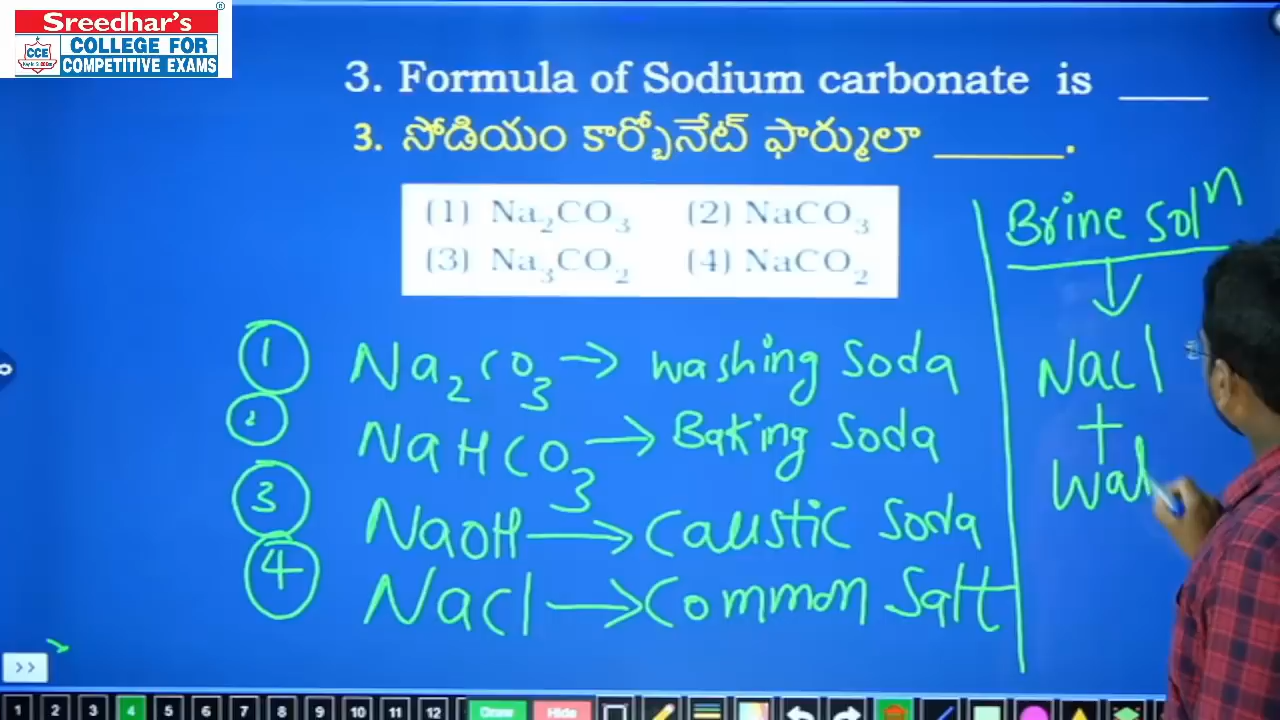 Sreedhar's
CCE
COLLEGE FOR
COMPETITIVE EXAMS
®
3. Formula of Sodium carbonate is ____
3. సోడియం కార్బోనేట్ ఫార్ములా ______.
(1) Na₂CO₃ (2) NaCO₃
(3) Na₃CO₂ (4) NaCO₂
1 Na₂CO₃ → washing Soda
2 NaHCO₃ → Baking Soda
3 NaOH → Caustic Soda
4 NaCl → Common Salt
Brine Solⁿ
↓
NaCl
+
Wat
>>
1 2 3 4 5 6 7 8 9 10 11 12 Draw Hide